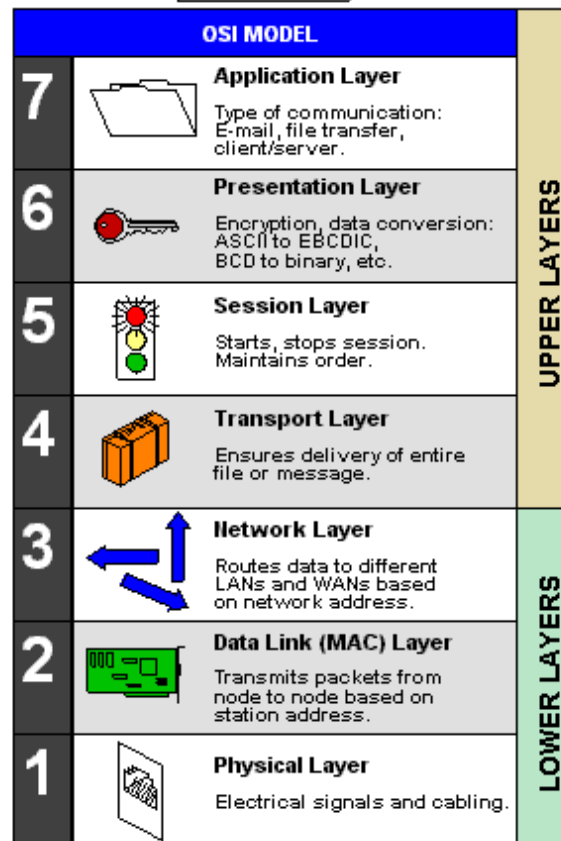 OSI MODEL
7
Application Layer
Type of communication:
E-mail, file transfer,
client/server.
6
Presentation Layer
Encryption, data conversion:
ASCII to EBCDIC,
BCD to binary, etc.
5
Session Layer
Starts, stops session.
Maintains order.
4
Transport Layer
Ensures delivery of entire
file or message.
UPPER LAYERS
3
Network Layer
Routes data to different
LANs and WANs based
on network address.
2
Data Link (MAC) Layer
Transmits packets from
node to node based on
station address.
1
Physical Layer
Electrical signals and cabling.
LOWER LAYERS